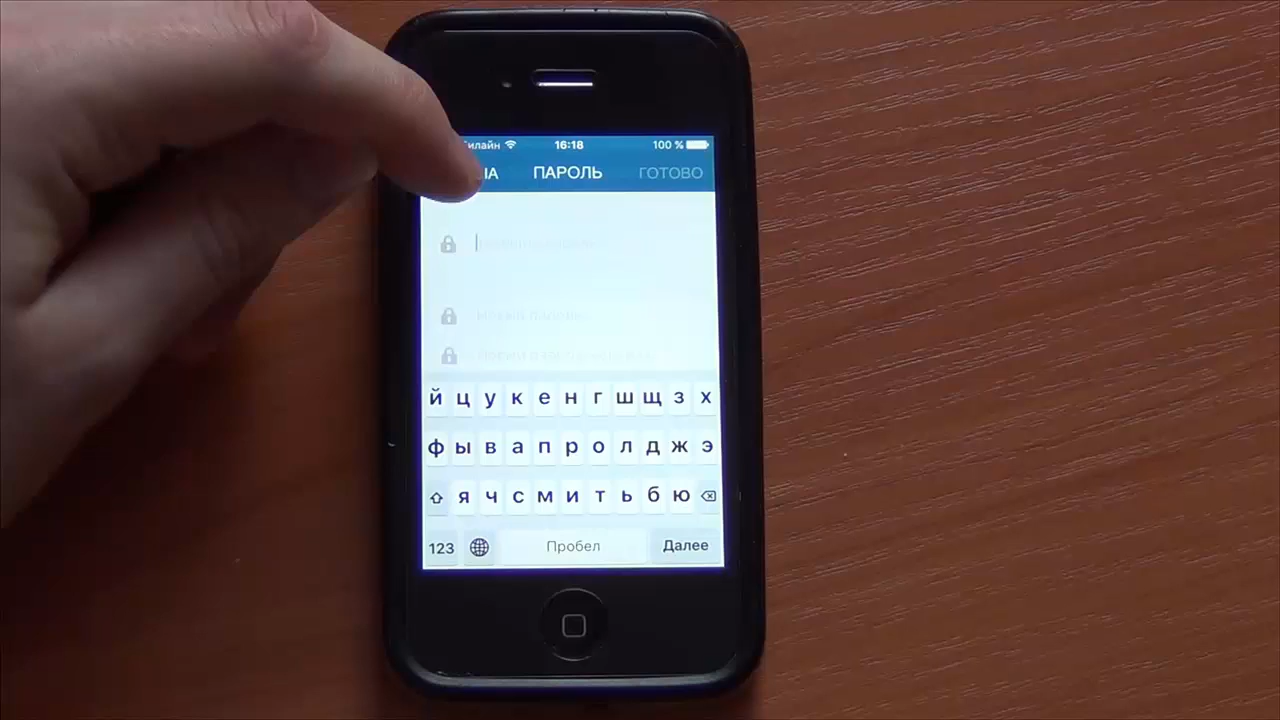 16:18 100 %
ПАРОЛЬ ГОТОВО
й ц у к е н г ш щ з х
ф ы в а п р о л д ж э
я ч с м и т ь б ю
123 Пробел Далее